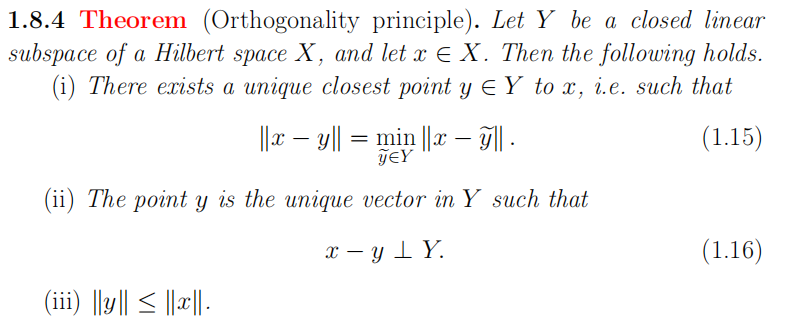 1.8.4 Theorem (Orthogonality principle). Let Y be a closed linear
subspace of a Hilbert space X, and let x ∈ X. Then the following holds.
(i) There exists a unique closest point y ∈ Y to x, i.e. such that
‖x − y‖ = min_{ỹ∈Y} ‖x − ỹ‖. (1.15)
(ii) The point y is the unique vector in Y such that
x − y ⊥ Y. (1.16)
(iii) ‖y‖ ≤ ‖x‖.